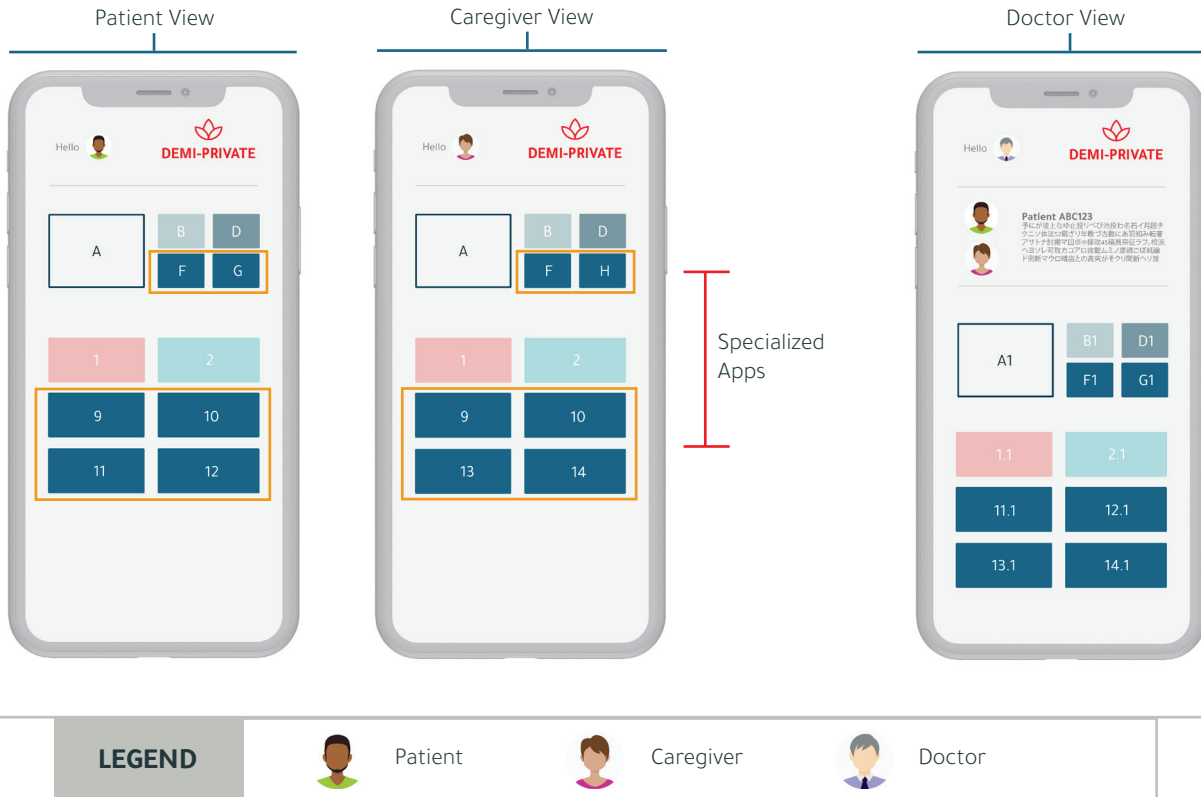 Patient View
Hello
DEMI-PRIVATE
A
B
D
F
G
1
2
9
10
11
12
Caregiver View
Hello
DEMI-PRIVATE
A
B
D
F
H
1
2
9
10
13
14
Specialized
Apps
Doctor View
Hello
DEMI-PRIVATE
Patient ABC123
A1
B1
D1
F1
G1
1.1
2.1
11.1
12.1
13.1
14.1
LEGEND
Patient
Caregiver
Doctor